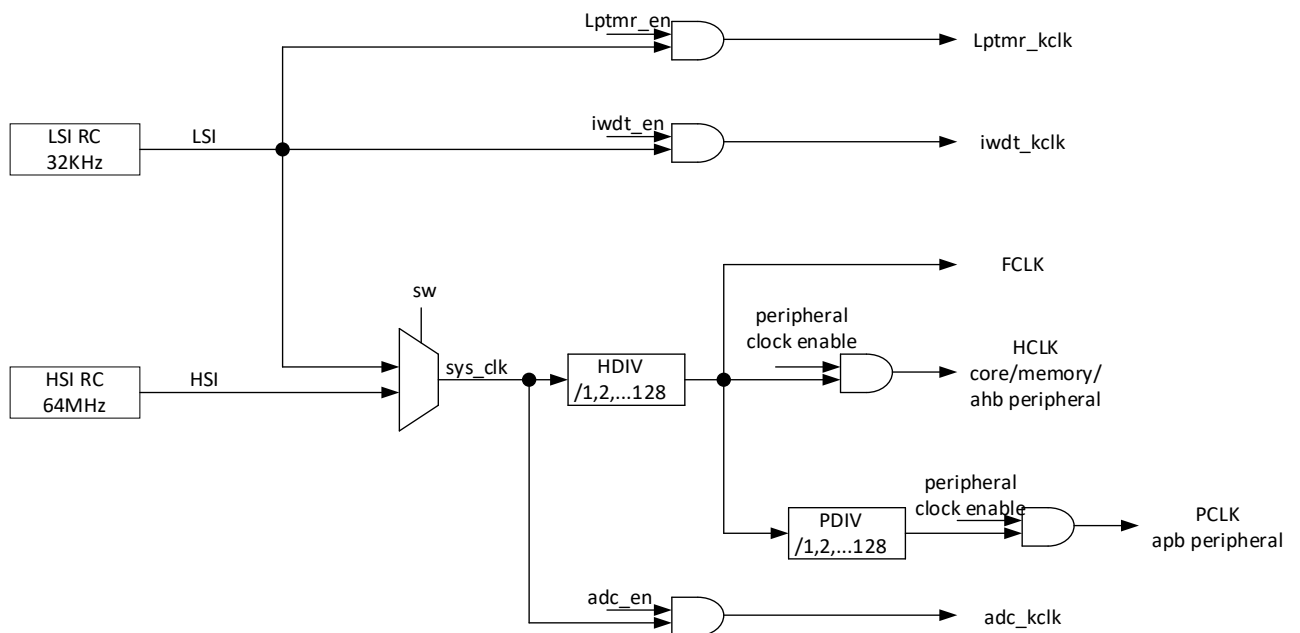 Lptmr_en
Lptmr_kclk
iwdt_en
LSI RC
32KHz
LSI
iwdt_kclk
FCLK
sw
peripheral
clock enable
HCLK
core/memory/
ahb peripheral
HSI RC
64MHz
HSI
sys_clk
HDIV
/1,2,...128
peripheral
clock enable
PDIV
/1,2,...128
PCLK
apb peripheral
adc_en
adc_kclk